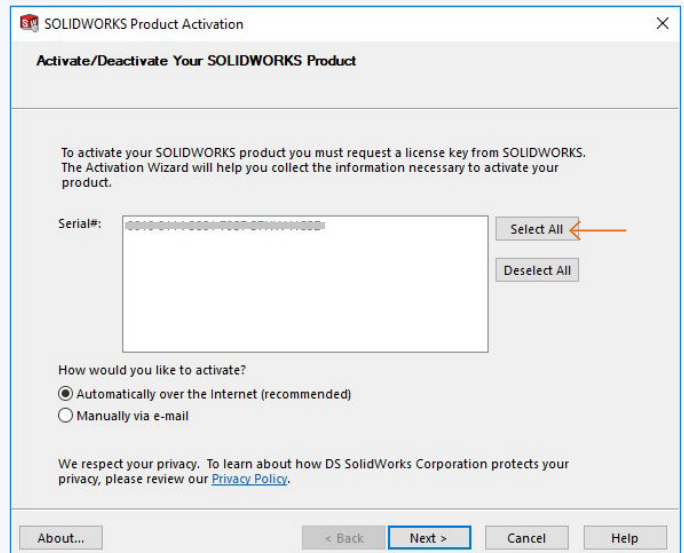 SOLIDWORKS Product Activation
Activate/Deactivate Your SOLIDWORKS Product
To activate your SOLIDWORKS product you must request a license key from SOLIDWORKS.
The Activation Wizard will help you collect the information necessary to activate your
product.
Serial#:
Select All
Deselect All
How would you like to activate?
Automatically over the Internet (recommended)
Manually via e-mail
We respect your privacy. To learn about how DS SolidWorks Corporation protects your
privacy, please review our Privacy Policy.
About... < Back Next > Cancel Help